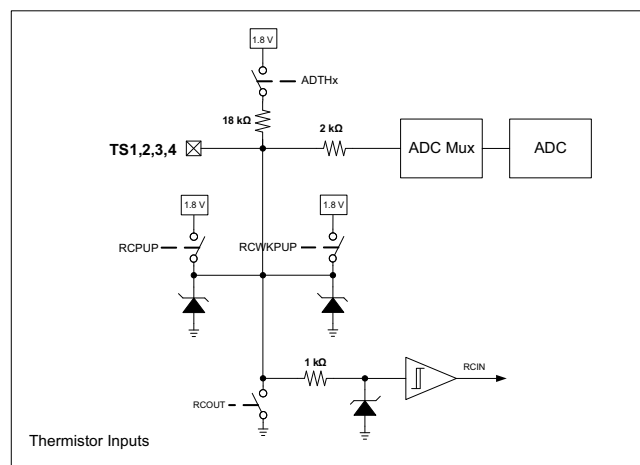 1.8 V
ADTHx
18 kΩ
2 kΩ
TS1,2,3,4
ADC Mux
ADC
1.8 V
1.8 V
RCPUP
RCWKPUP
1 kΩ
RCIN
RCOUT
Thermistor Inputs